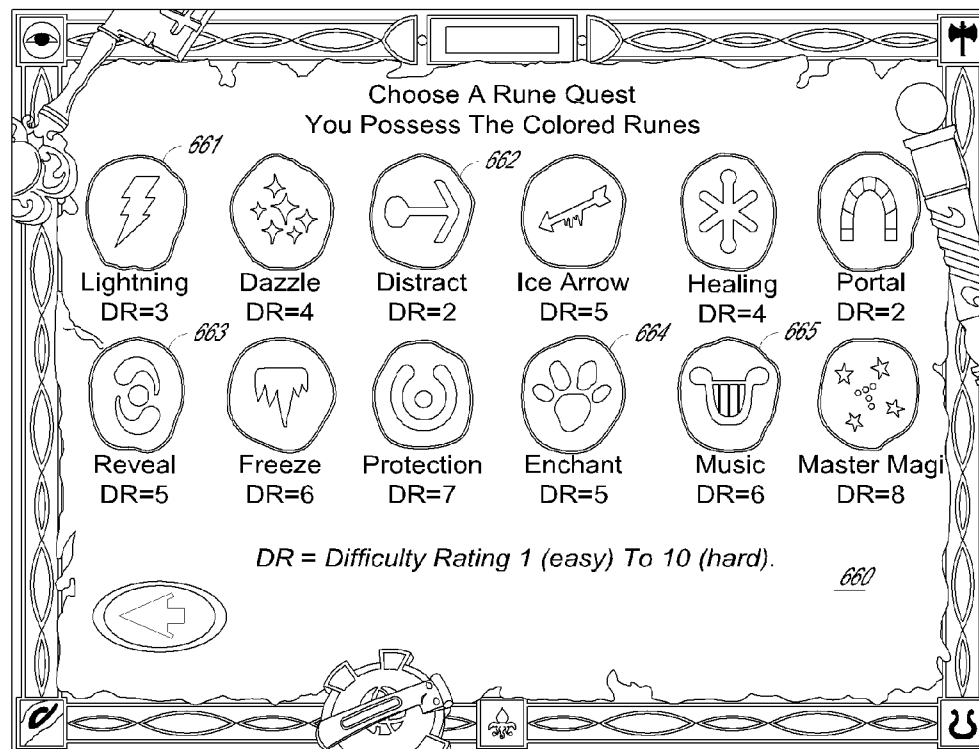 Choose A Rune Quest
You Possess The Colored Runes
661
662
Lightning Dazzle Distract Ice Arrow Healing Portal
DR=3 DR=4 DR=2 DR=5 DR=4 DR=2
663
664
665
Reveal Freeze Protection Enchant Music Master Magi
DR=5 DR=6 DR=7 DR=5 DR=6 DR=8
DR = Difficulty Rating 1 (easy) To 10 (hard).
660